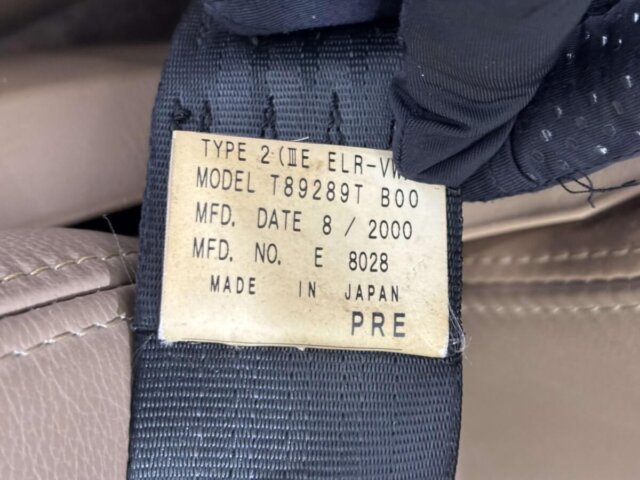 TYPE 2 (ⅢE ELR-VW
MODEL T89289T B00
MFD. DATE 8 / 2000
MFD. NO. E 8028
MADE IN JAPAN
PRE